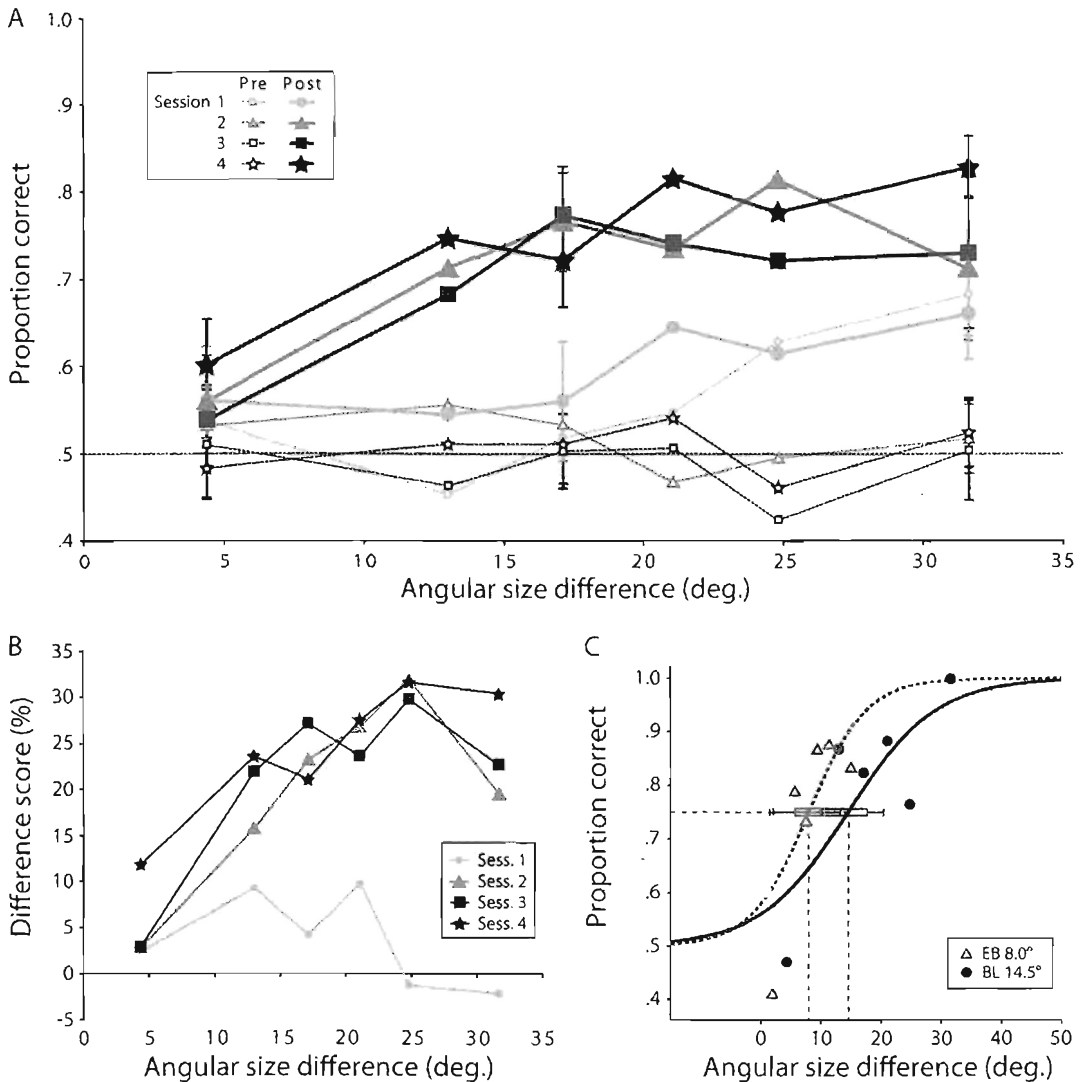 A
1.0
.9
.8
.7
.6
.5
.4
Proportion correct
Pre Post
Session 1
2
3
4
0 5 10 15 20 25 30 35
Angular size difference (deg.)
B
35
30
25
20
15
10
5
0
-5
Difference score (%)
Sess. 1
Sess. 2
Sess. 3
Sess. 4
5 10 15 20 25 30 35
Angular size difference (deg.)
C
1.0
.9
.8
.7
.6
.5
.4
Proportion correct
EB 8.0°
BL 14.5°
0 10 20 30 40 50
Angular size difference (deg.)